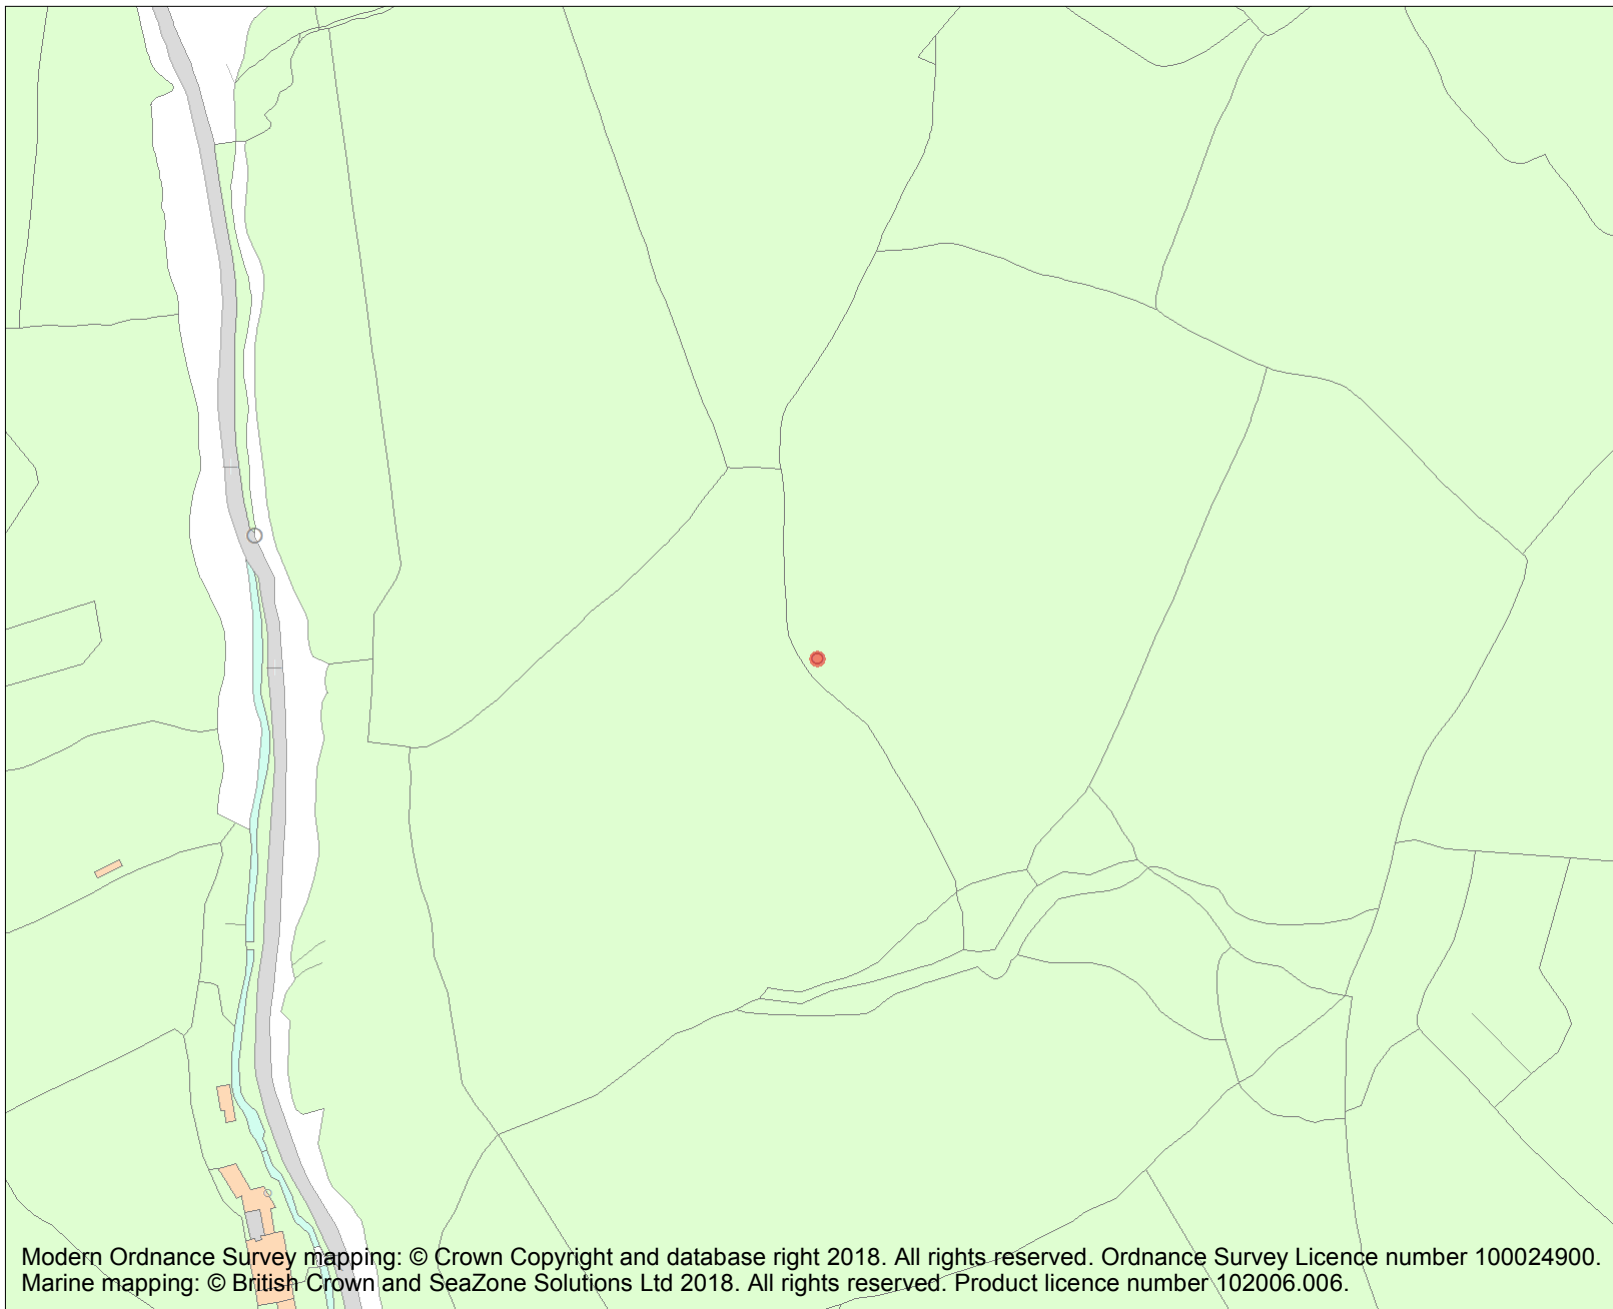 Modern Ordnance Survey mapping: © Crown Copyright and database right 2018. All rights reserved. Ordnance Survey Licence number 100024900.
Marine mapping: © British Crown and SeaZone Solutions Ltd 2018. All rights reserved. Product licence number 102006.006.